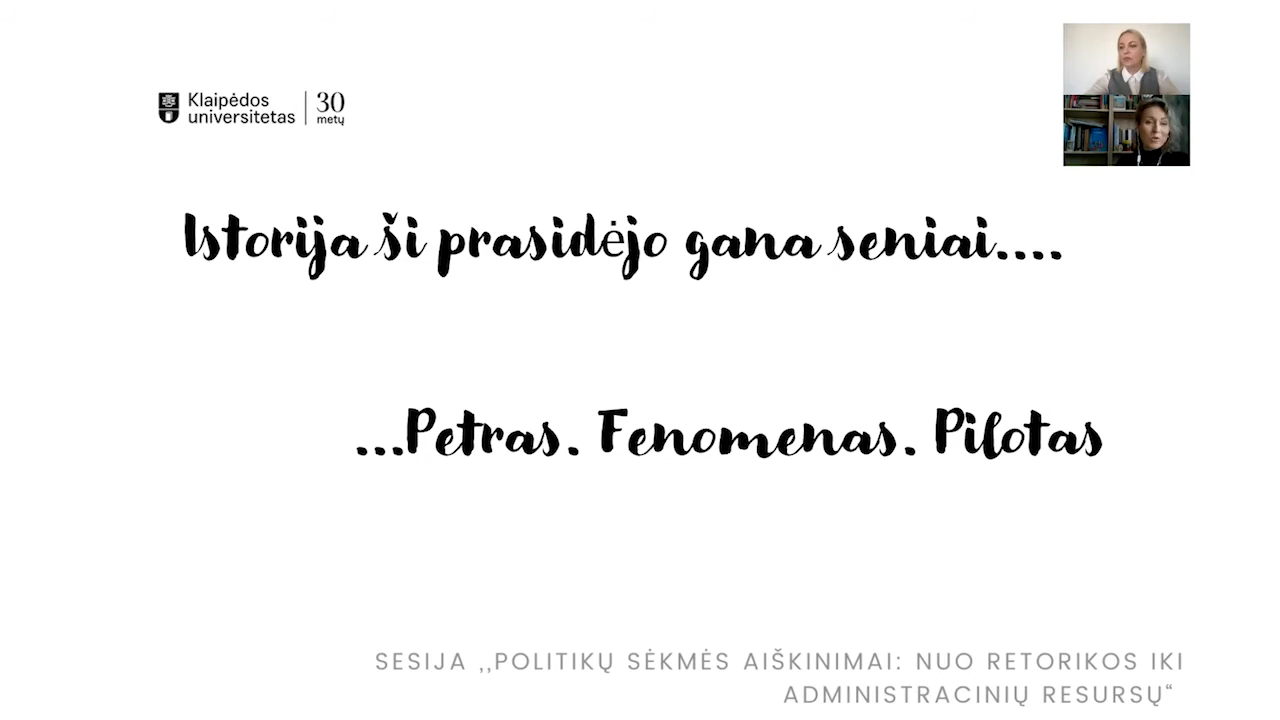 Klaipėdos
universitetas
30
metų
Istorija ši prasidėjo gana seniai....
...Petras. Fenomenas. Pilotas
SESIJA ,,POLITIKŲ SĖKMĖS AIŠKINIMAI: NUO RETORIKOS IKI
ADMINISTRACINIŲ RESURSŲ“